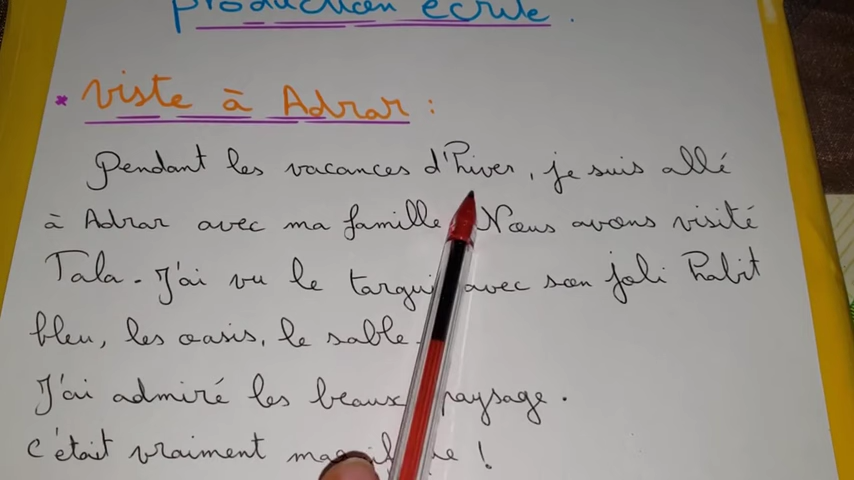 production écrite.
* viste à Adrar :
Pendant les vacances d'hiver, je suis allé
à Adrar avec ma famille Nous avons visité
Tala. J'ai vu le targui avec son joli habit
bleu, les oasis, le sable.
J'ai admiré les beaux paysage.
c'était vraiment !